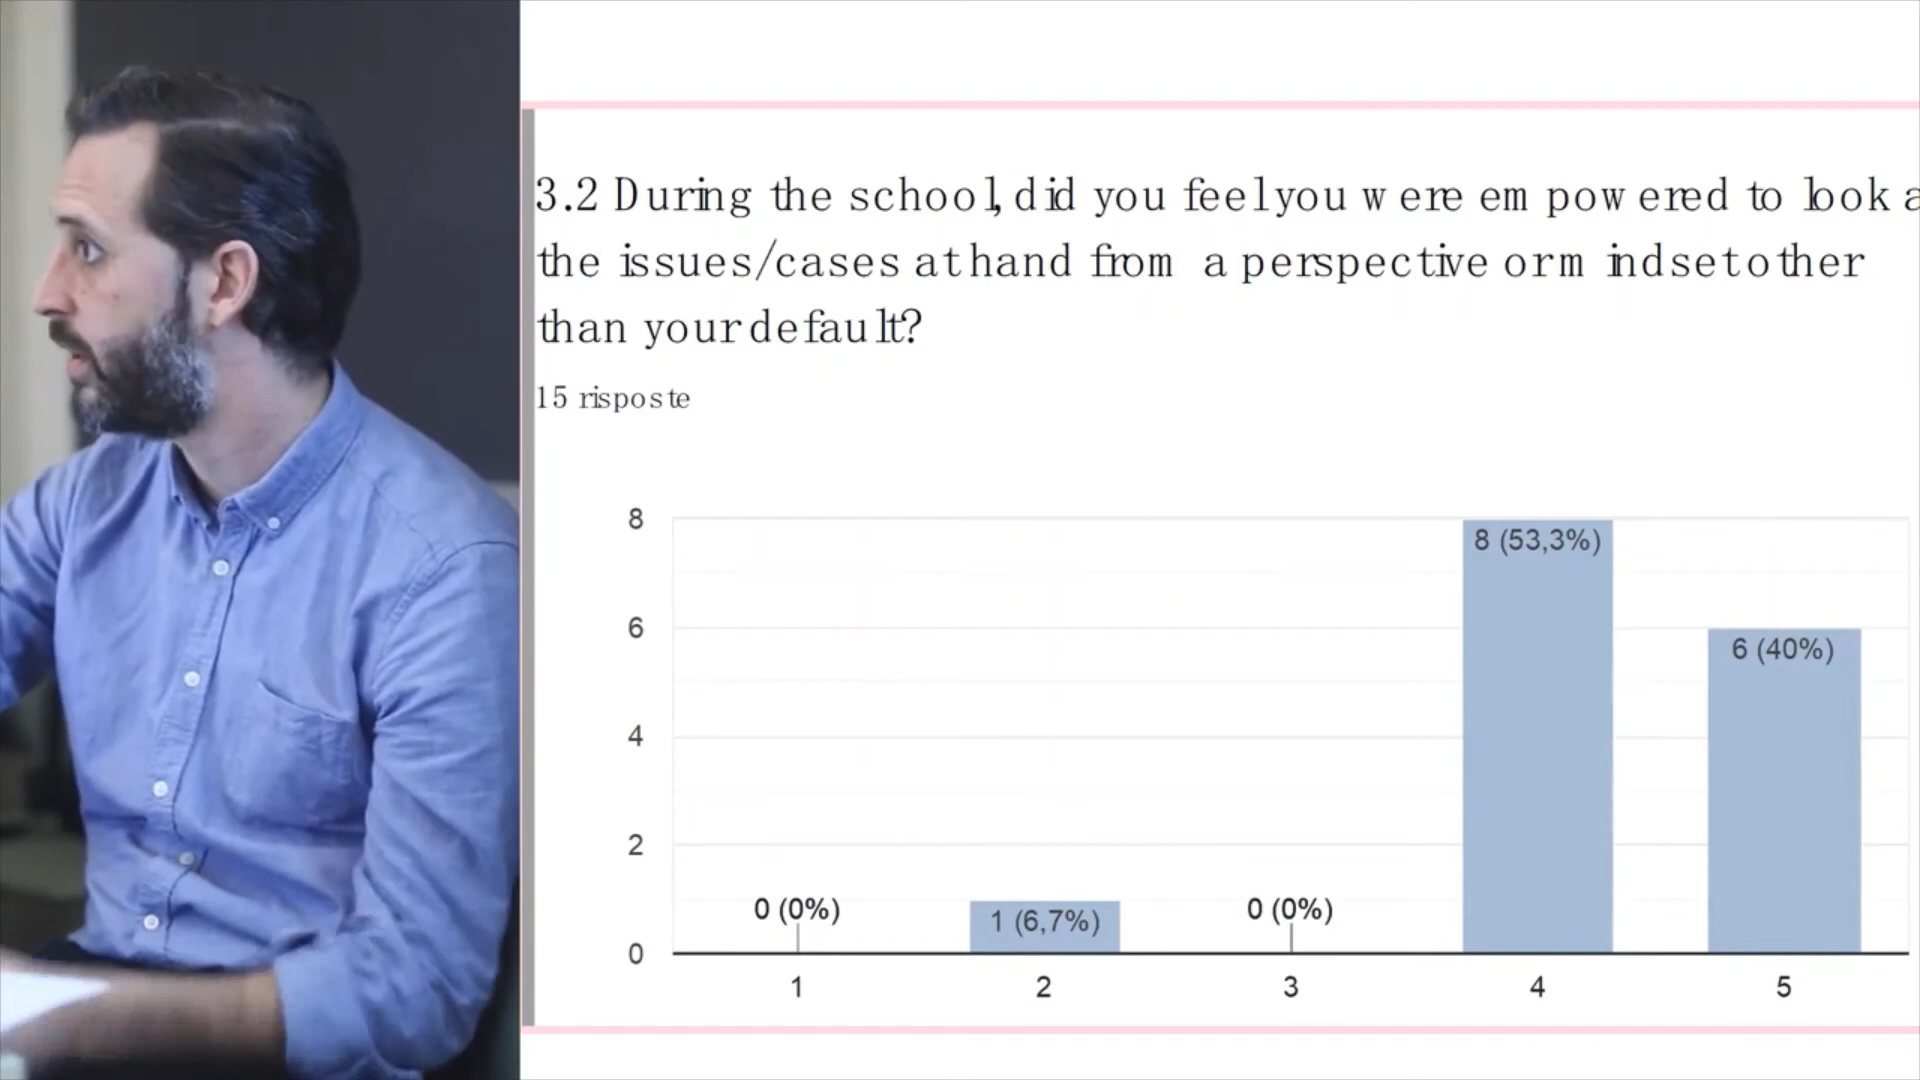 3.2 During the school, did you feel you were empowered to look a
the issues/cases at hand from a perspective or mindset other
than your default?
15 risposte
8
8 (53,3%)
6
6 (40%)
4
2
0 (0%)
1 (6,7%)
0 (0%)
0
1 2 3 4 5